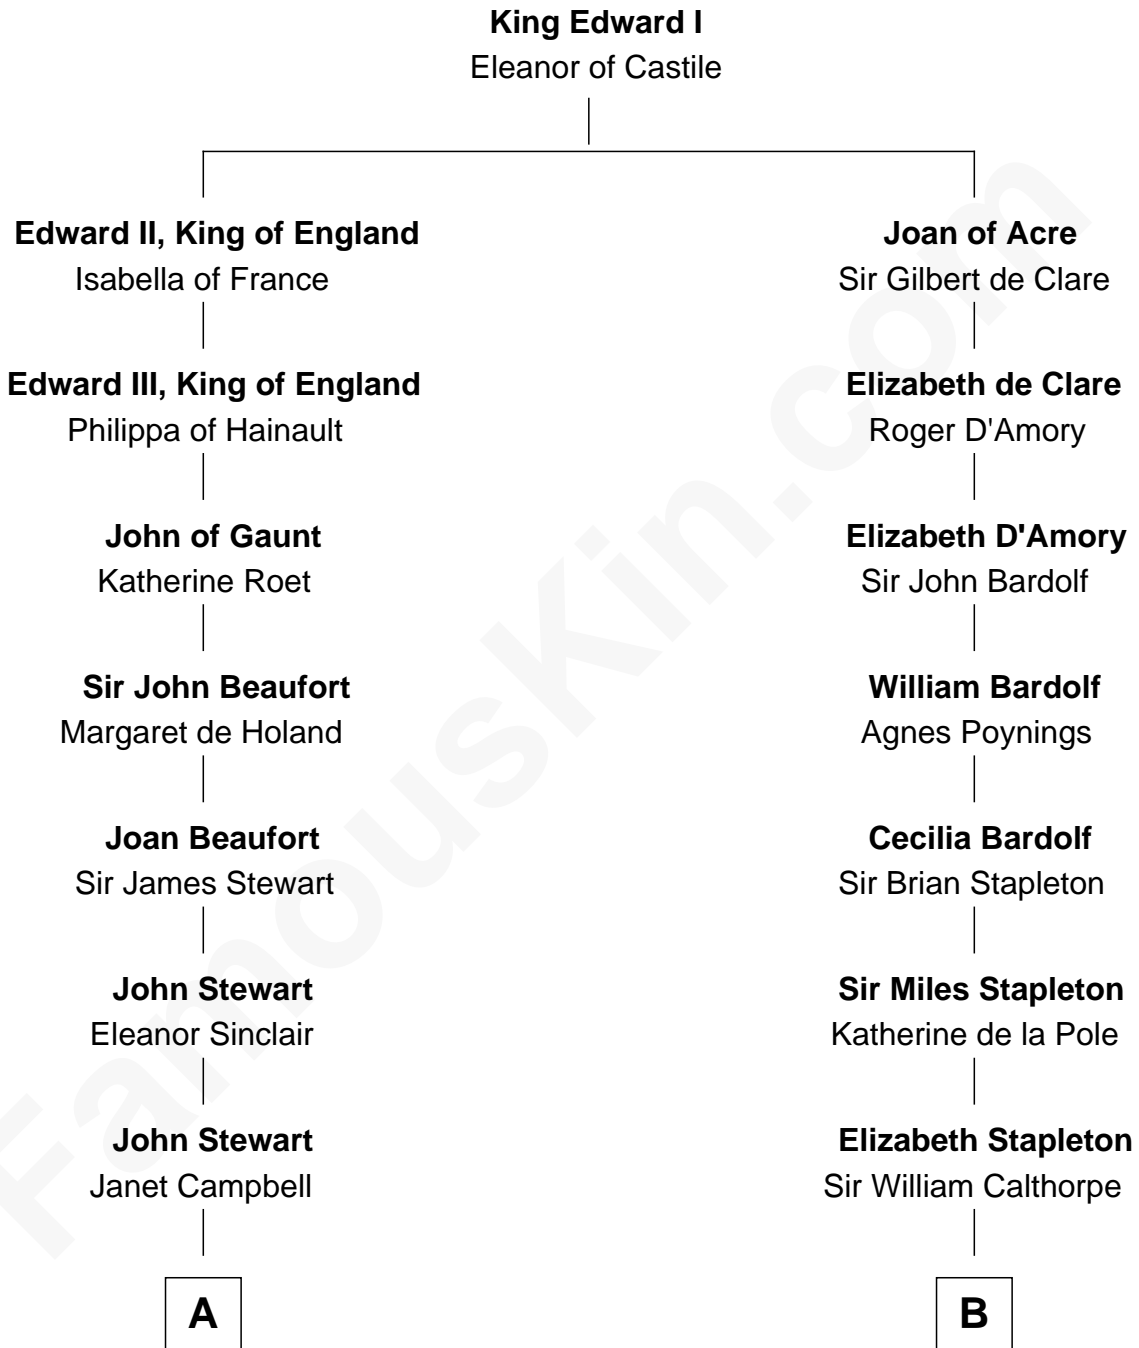 King Edward I
Eleanor of Castile
Edward II, King of England
Isabella of France
Edward III, King of England
Philippa of Hainault
John of Gaunt
Katherine Roet
Sir John Beaufort
Margaret de Holand
Joan Beaufort
Sir James Stewart
John Stewart
Eleanor Sinclair
John Stewart
Janet Campbell
A
Joan of Acre
Sir Gilbert de Clare
Elizabeth de Clare
Roger D'Amory
Elizabeth D'Amory
Sir John Bardolf
William Bardolf
Agnes Poynings
Cecilia Bardolf
Sir Brian Stapleton
Sir Miles Stapleton
Katherine de la Pole
Elizabeth Stapleton
Sir William Calthorpe
B
FamousKin.com